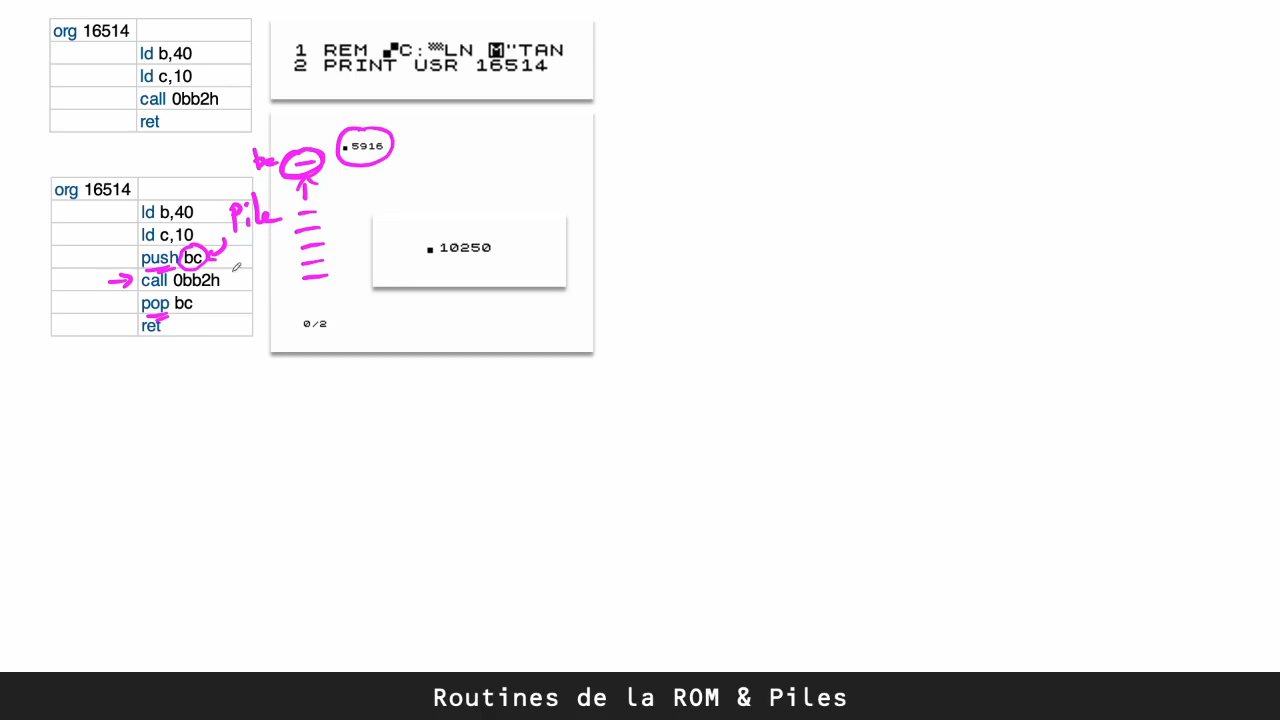 org 16514
ld b,40
ld c,10
call 0bb2h
ret
1 REM C:LN M"TAN
2 PRINT USR 16514
bc
5916
org 16514
ld b,40
ld c,10
push bc
call 0bb2h
pop bc
ret
Pile
10250
0/2
Routines de la ROM & Piles